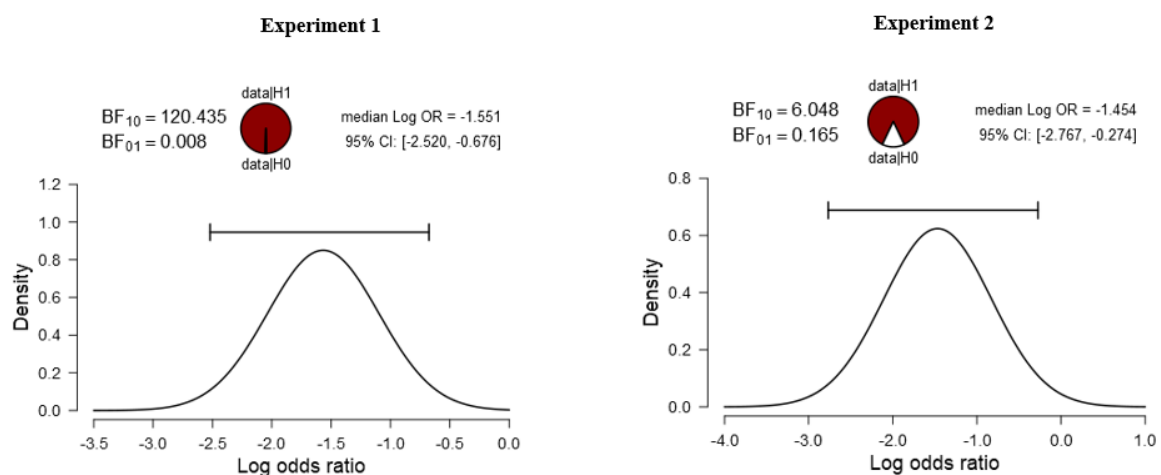 Experiment 1
data|H1
BF10 = 120.435
BF01 = 0.008
data|H0
median Log OR = -1.551
95% CI: [-2.520, -0.676]
Density
1.2
1.0
0.8
0.6
0.4
0.2
0.0
-3.5 -3.0 -2.5 -2.0 -1.5 -1.0 -0.5 0.0
Log odds ratio
Experiment 2
data|H1
BF10 = 6.048
BF01 = 0.165
data|H0
median Log OR = -1.454
95% CI: [-2.767, -0.274]
Density
0.8
0.6
0.4
0.2
0.0
-4.0 -3.0 -2.0 -1.0 0.0 1.0
Log odds ratio